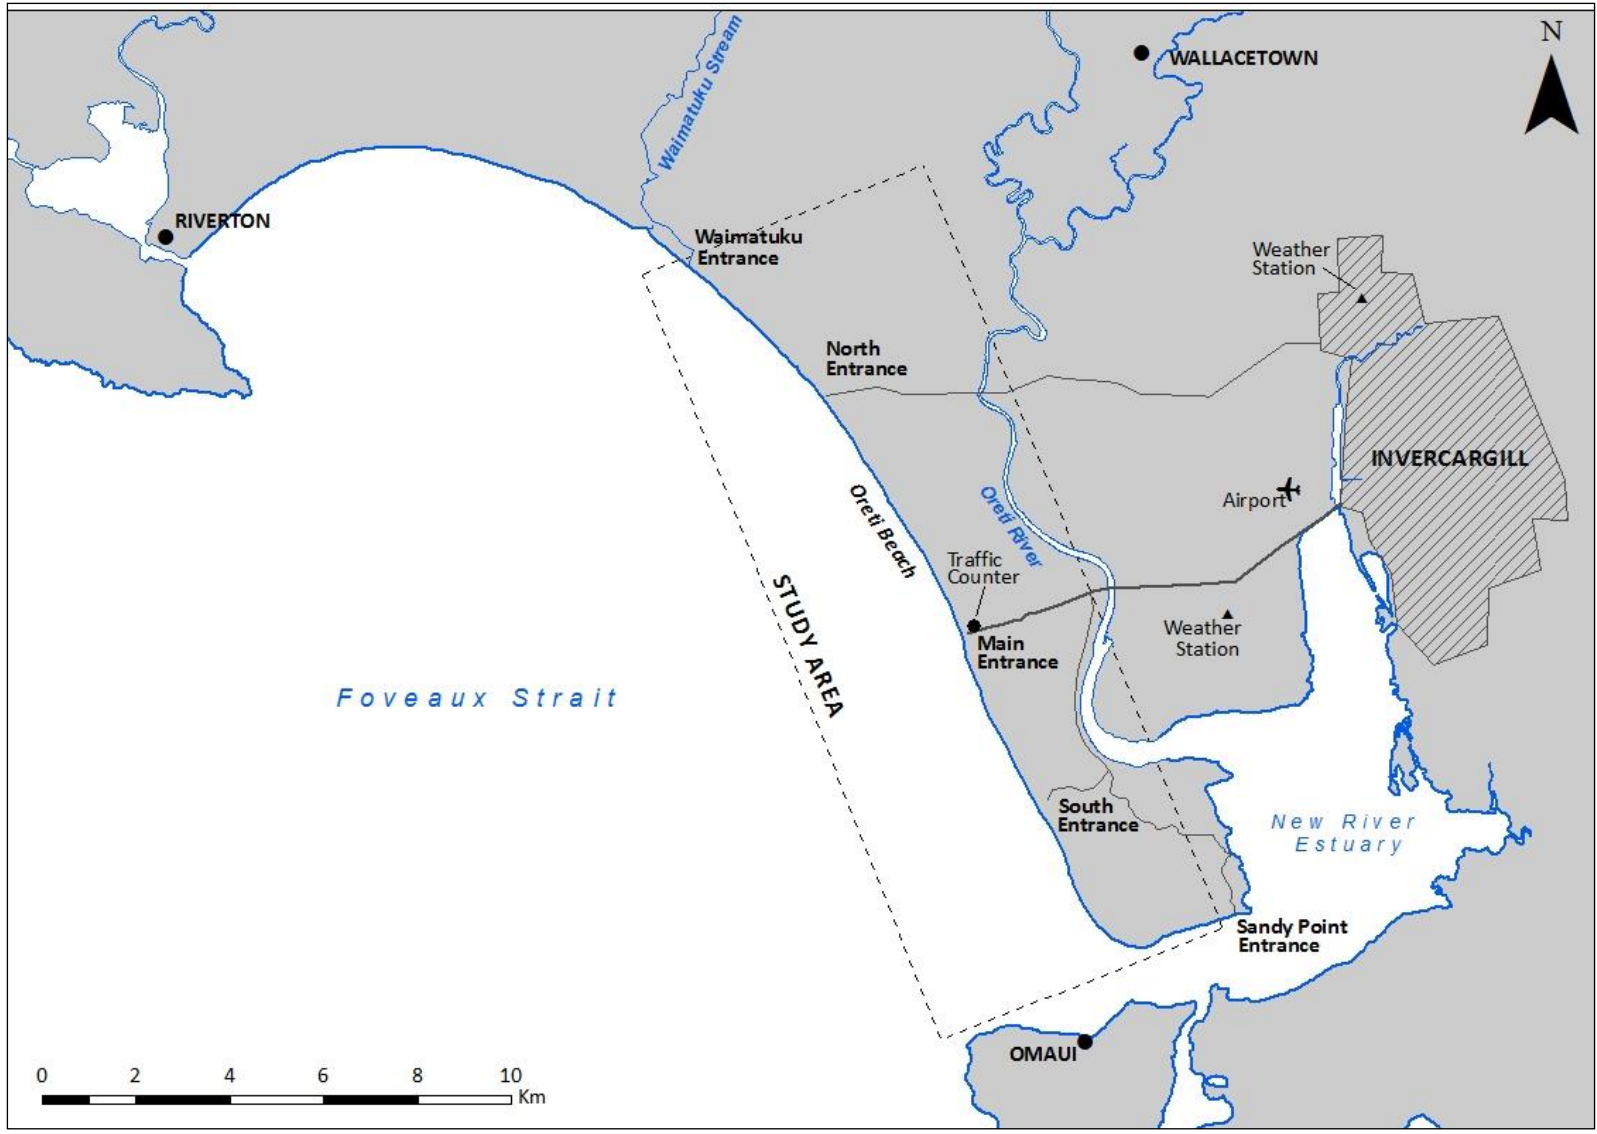 N
WALLACETOWN
Waimatuku Stream
RIVERTON
Waimatuku
Entrance
Weather
Station
North
Entrance
INVERCARGILL
Airport
Oreti Beach
Oreti River
Traffic
Counter
STUDY AREA
Weather
Station
Main
Entrance
Foveaux Strait
South
Entrance
New River
Estuary
Sandy Point
Entrance
OMAUI
0 2 4 6 8 10
Km